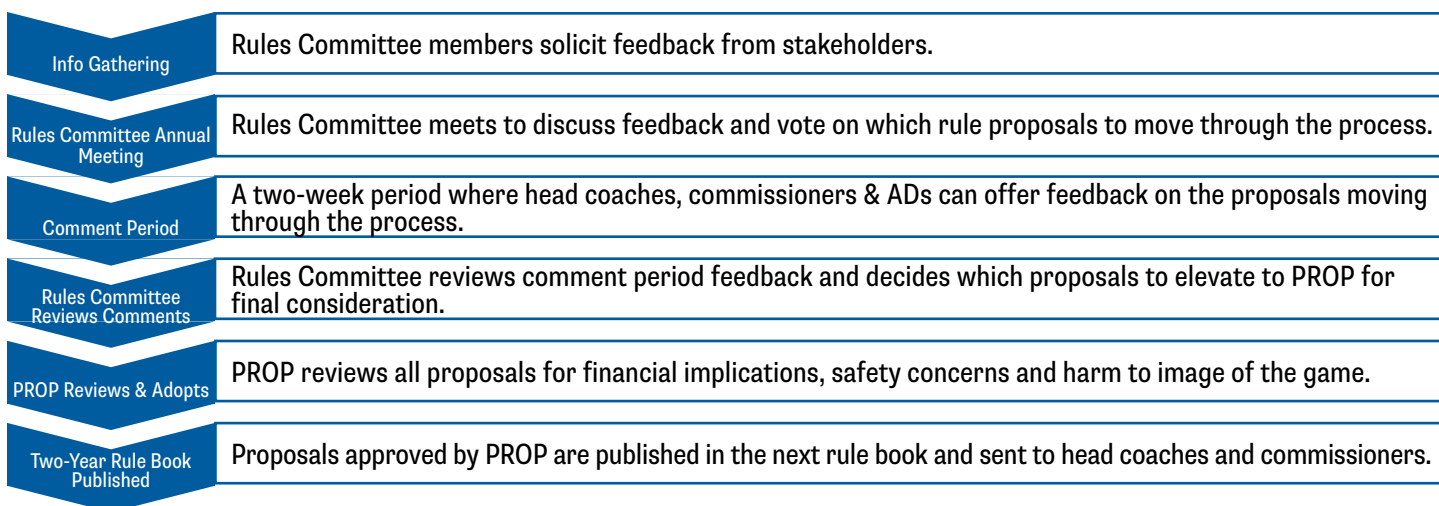 Info Gathering
Rules Committee members solicit feedback from stakeholders.
Rules Committee Annual
Meeting
Rules Committee meets to discuss feedback and vote on which rule proposals to move through the process.
Comment Period
A two-week period where head coaches, commissioners & ADs can offer feedback on the proposals moving
through the process.
Rules Committee
Reviews Comments
Rules Committee reviews comment period feedback and decides which proposals to elevate to PROP for
final consideration.
PROP Reviews & Adopts
PROP reviews all proposals for financial implications, safety concerns and harm to image of the game.
Two-Year Rule Book
Published
Proposals approved by PROP are published in the next rule book and sent to head coaches and commissioners.